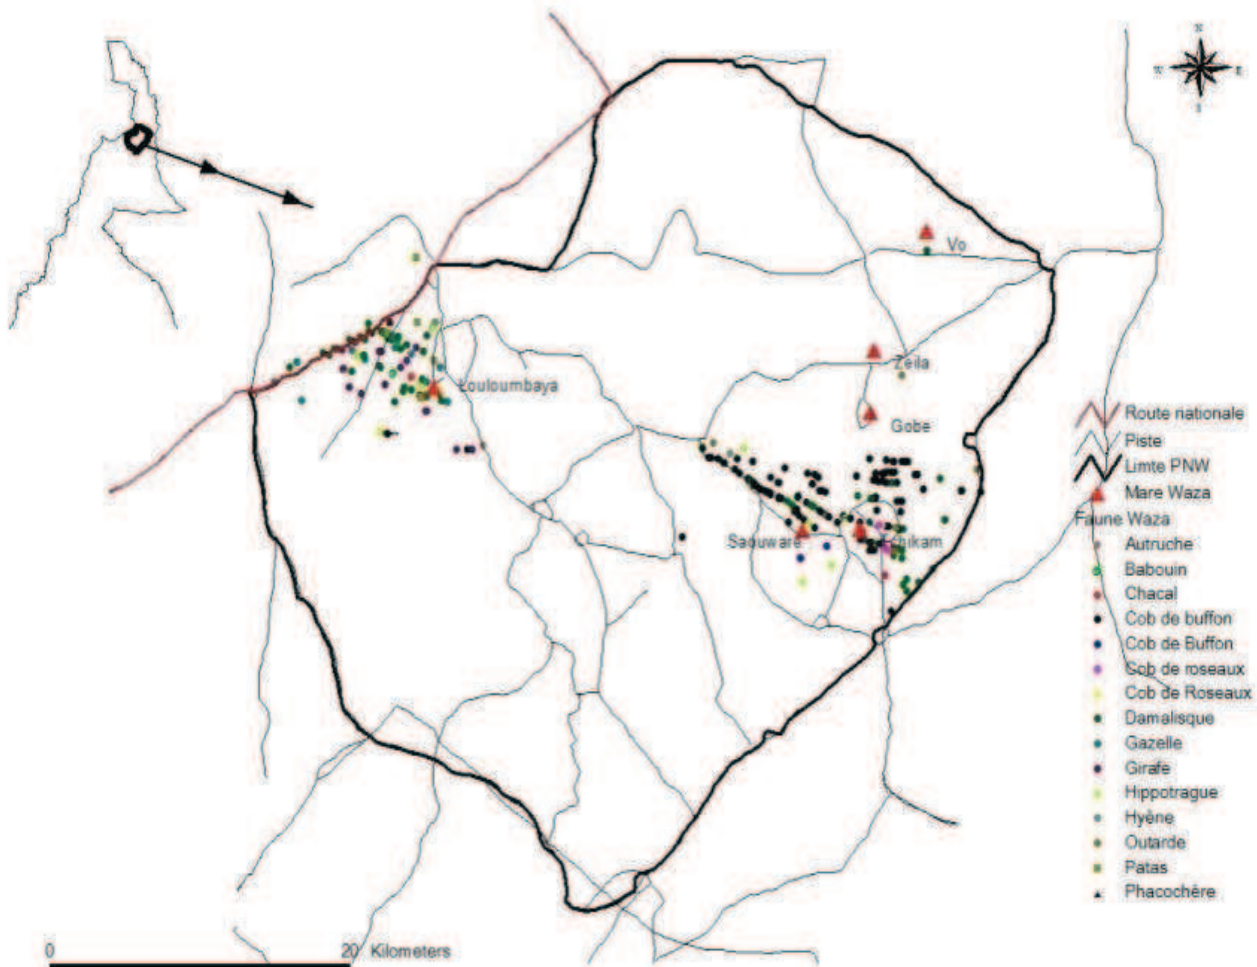 N
W E
S
Vo
Zeila
Louloumbaya
Gobe
Saouware
Tchikam
Route nationale
Piste
Limte PNW
Mare Waza
Faune Waza
Autruche
Babouin
Chacal
Cob de buffon
Cob de Buffon
Cob de roseaux
Cob de Roseaux
Damalisque
Gazelle
Girafe
Hippotrague
Hyène
Outarde
Patas
Phacochère
0 20 Kilometers